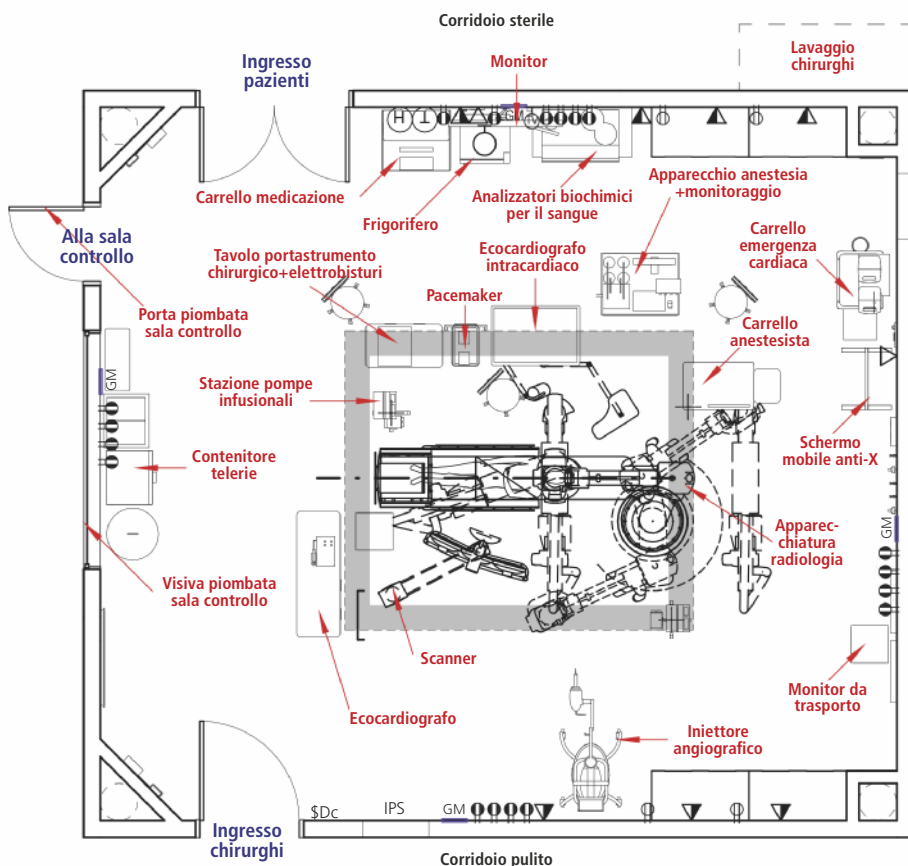 Corridoio sterile
Lavaggio
chirurghi
Ingresso
pazienti
Monitor
GM
TV
Carrello medicazione
Frigorifero
Analizzatori biochimici
per il sangue
Apparecchio anestesia
+monitoraggio
Alla sala
controllo
Tavolo portastrumento
chirurgico+elettrobisturi
Ecocardiografo
intracardiaco
Carrello
emergenza
cardiaca
Pacemaker
Porta piombata
sala controllo
Carrello
anestesista
GM
Stazione pompe
infusionali
Schermo
mobile anti-X
Contenitore
telerie
GM
Apparec-
chiatura
radiologia
Visiva piombata
sala controllo
Scanner
Monitor da
trasporto
Ecocardiografo
Iniettore
angiografico
$Dc
IPS
GM
Ingresso
chirurghi
Corridoio pulito